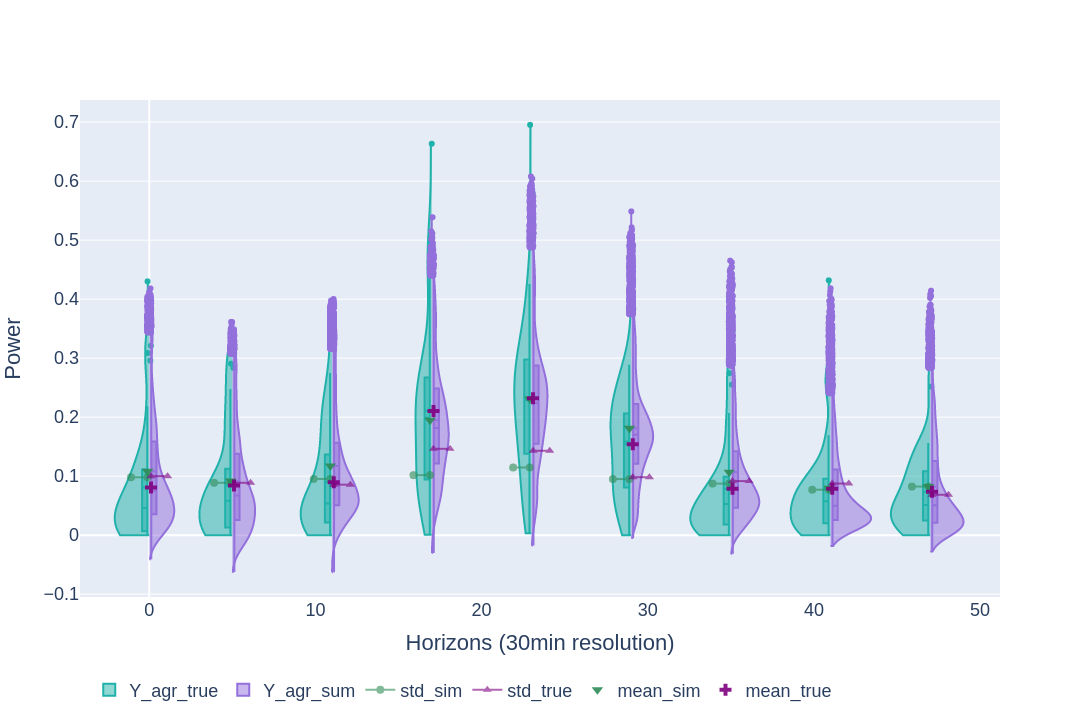 0.7
0.6
0.5
0.4
0.3
0.2
0.1
0
−0.1
Power
0 10 20 30 40 50
Horizons (30min resolution)
Y_agr_true Y_agr_sum std_sim std_true mean_sim mean_true